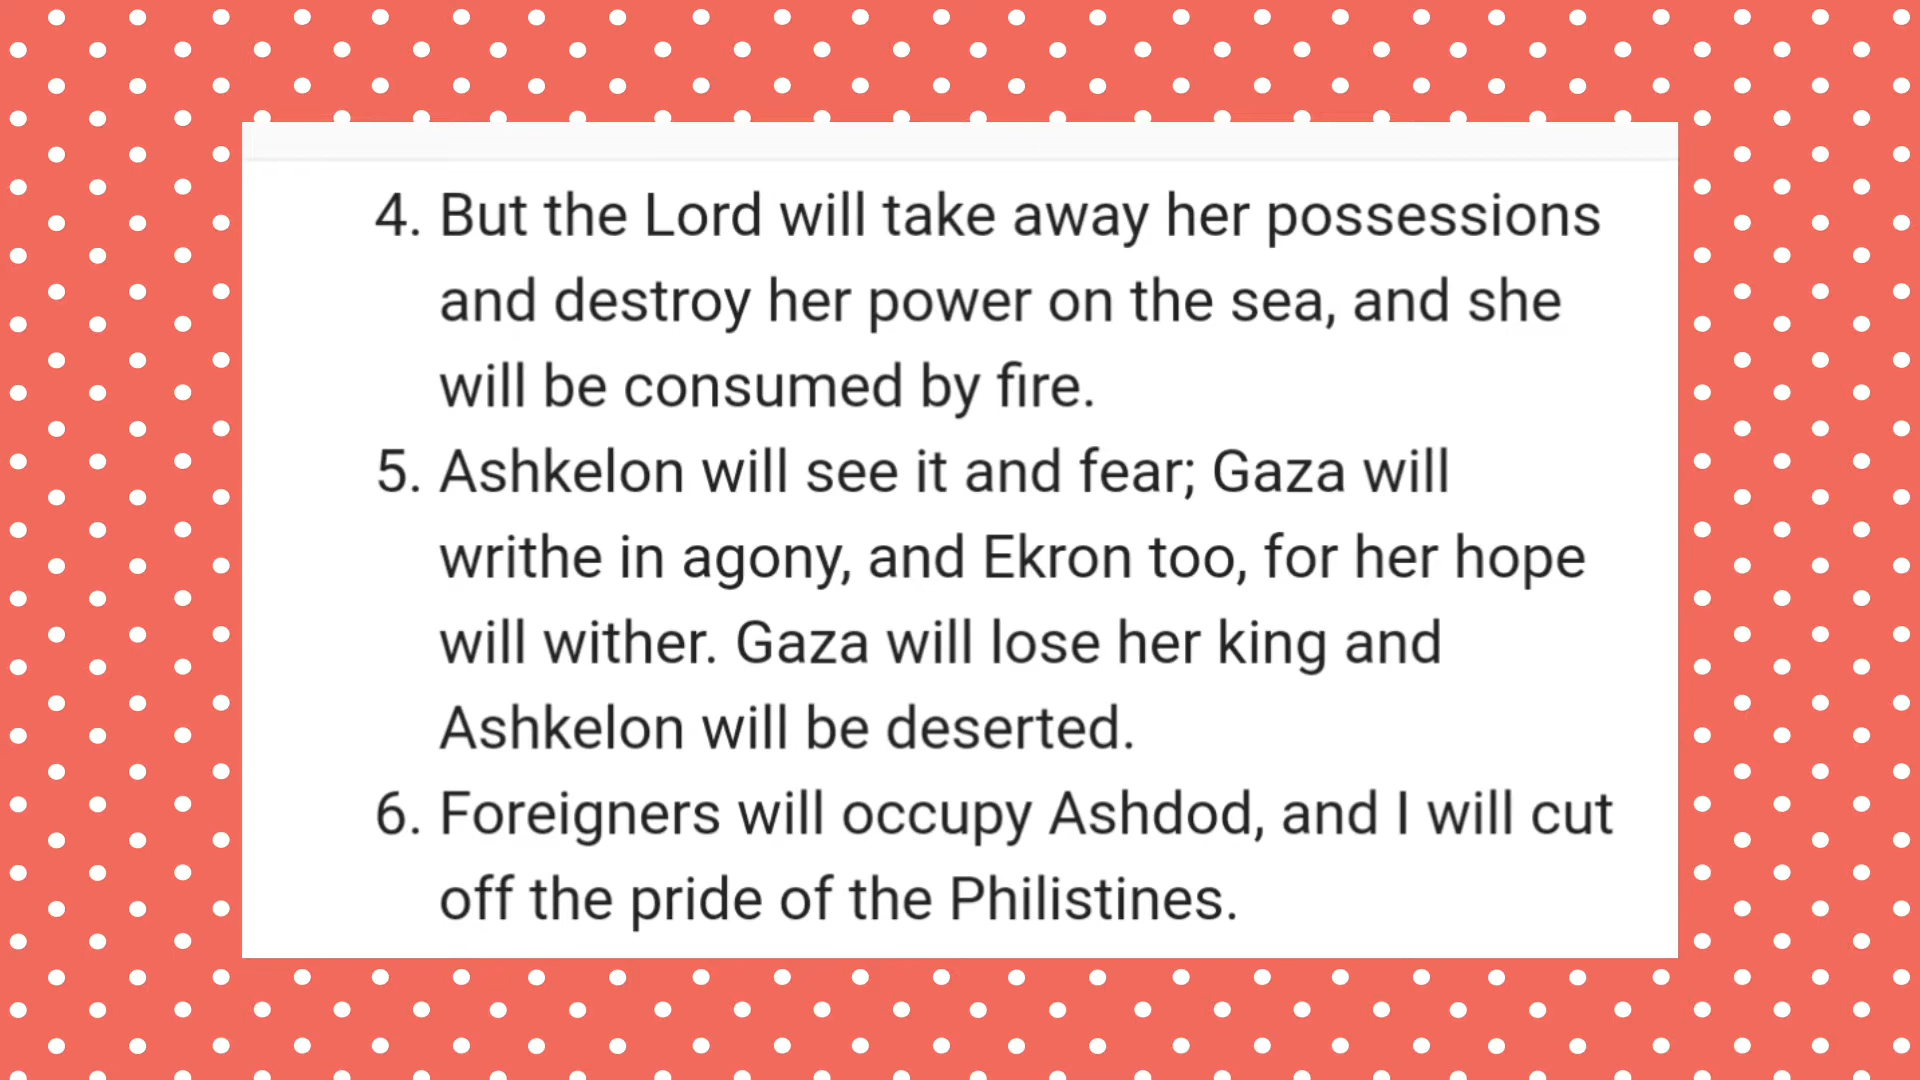 4. But the Lord will take away her possessions
and destroy her power on the sea, and she
will be consumed by fire.
5. Ashkelon will see it and fear; Gaza will
writhe in agony, and Ekron too, for her hope
will wither. Gaza will lose her king and
Ashkelon will be deserted.
6. Foreigners will occupy Ashdod, and I will cut
off the pride of the Philistines.